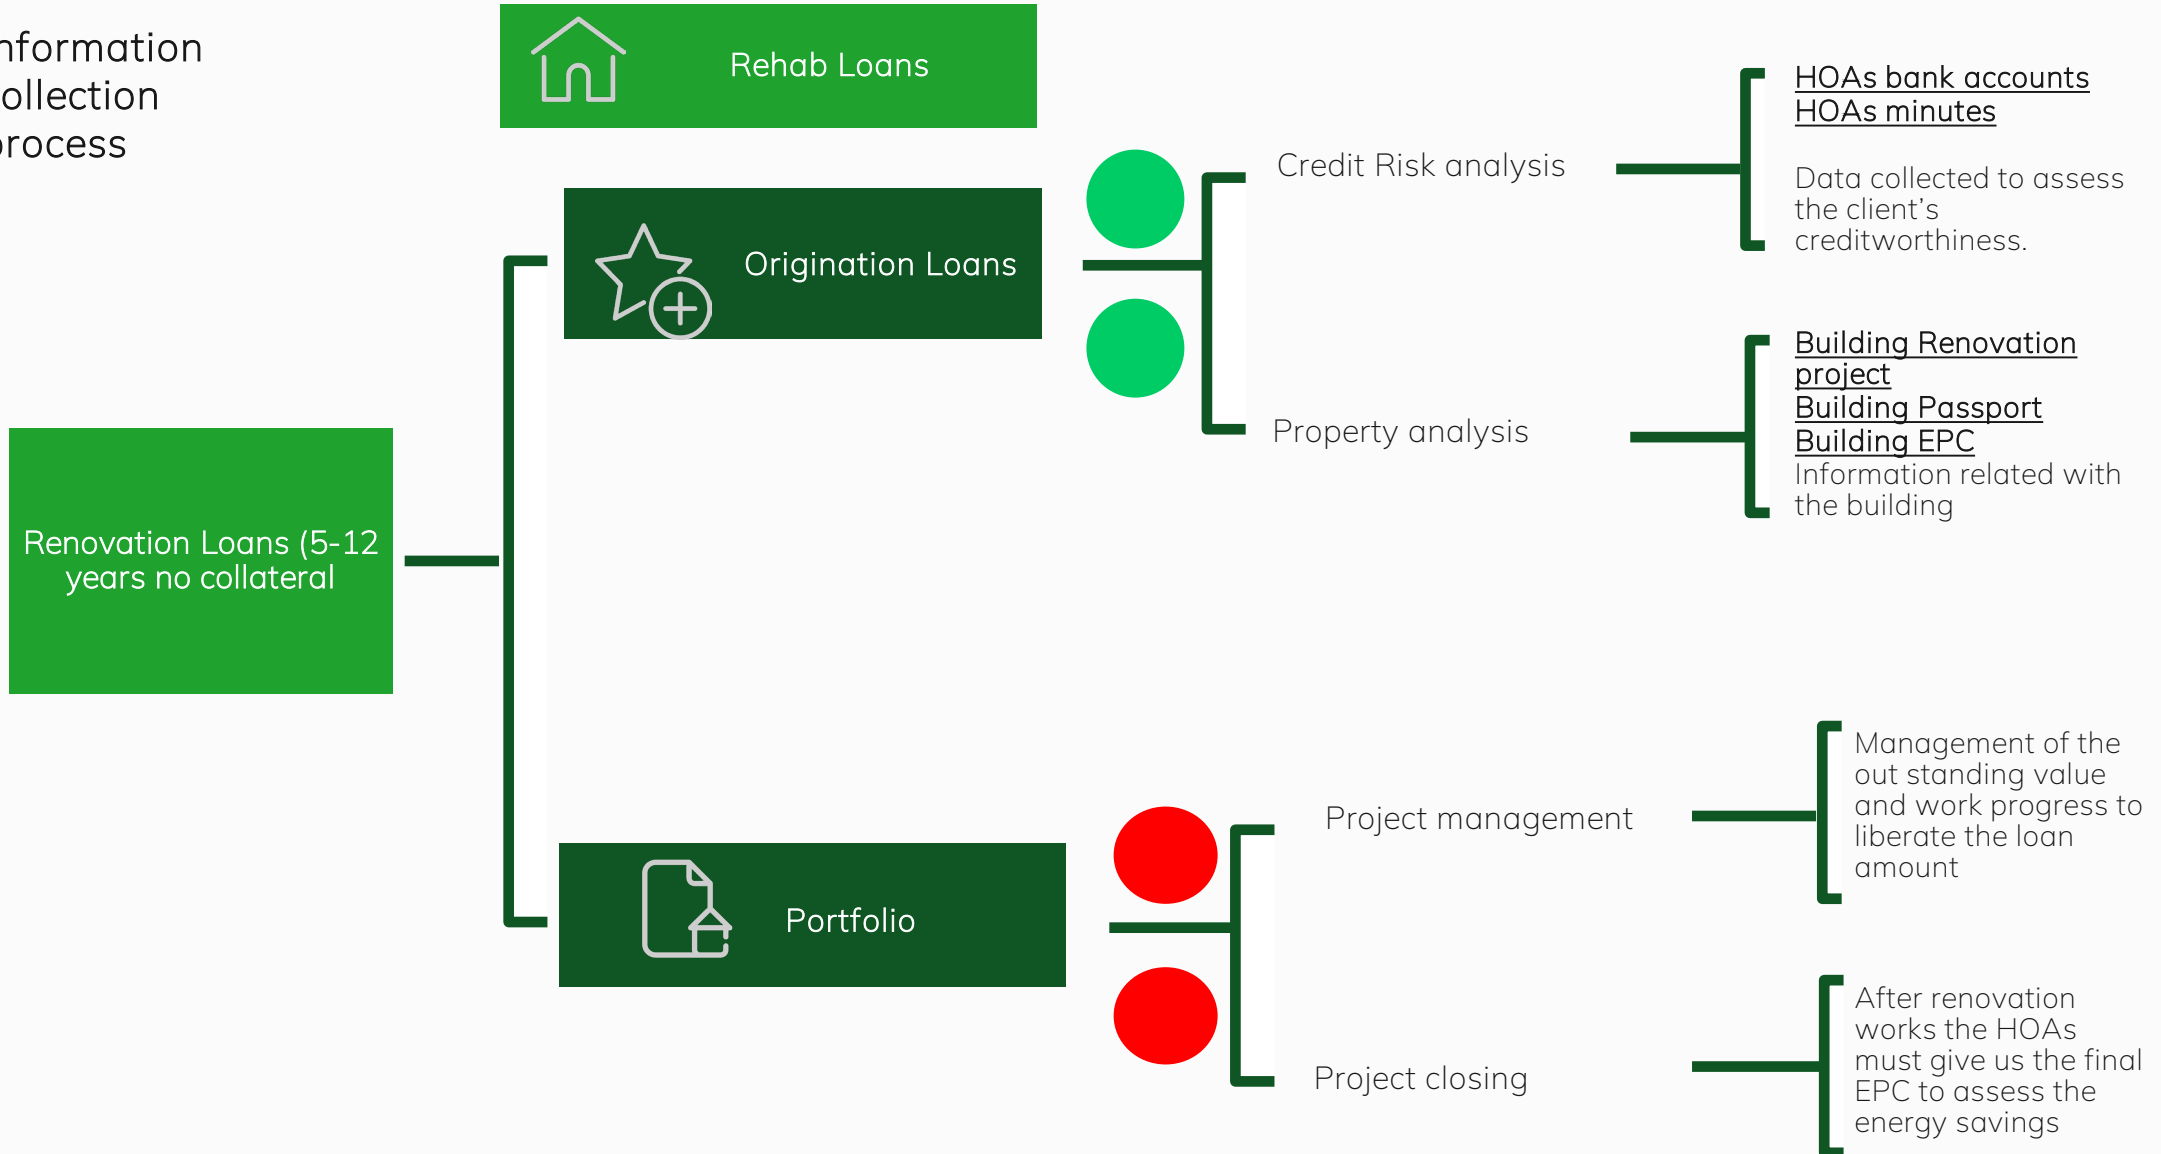 nformation
ollection
process
Rehab Loans
Origination Loans
Credit Risk analysis
HOAs bank accounts
HOAs minutes
Data collected to assess
the client’s
creditworthiness.
Property analysis
Building Renovation
project
Building Passport
Building EPC
Information related with
the building
Renovation Loans (5-12
years no collateral
Portfolio
Project management
Management of the
out standing value
and work progress to
liberate the loan
amount
Project closing
After renovation
works the HOAs
must give us the final
EPC to assess the
energy savings